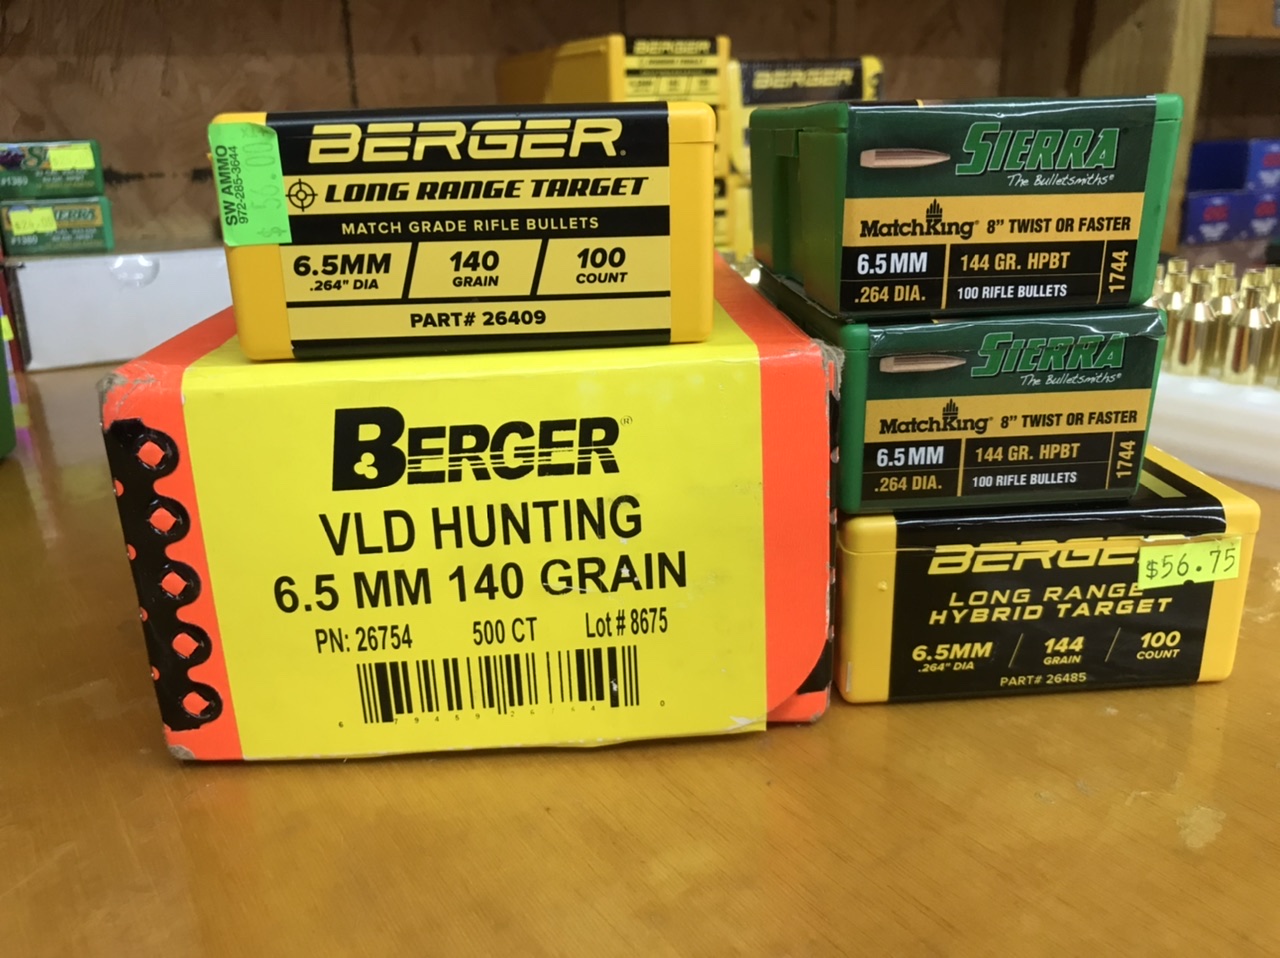 BERGER.
LONG RANGE TARGET
MATCH GRADE RIFLE BULLETS
6.5MM
.264" DIA
140
GRAIN
100
COUNT
PART# 26409
SW AMMO
972-285-3644
BERGER®
VLD HUNTING
6.5 MM 140 GRAIN
PN: 26754 500 CT Lot # 8675
SIERRA
The Bulletsmiths®
MatchKing® 8" TWIST OR FASTER
6.5MM
.264 DIA.
144 GR. HPBT
100 RIFLE BULLETS
1744
SIERRA
The Bulletsmiths®
MatchKing® 8" TWIST OR FASTER
6.5MM
.264 DIA.
144 GR. HPBT
100 RIFLE BULLETS
1744
$56.75
LONG RANGE
HYBRID TARGET
6.5MM
.264" DIA
144
GRAIN
100
COUNT
PART# 26485
BERGER
BERGER